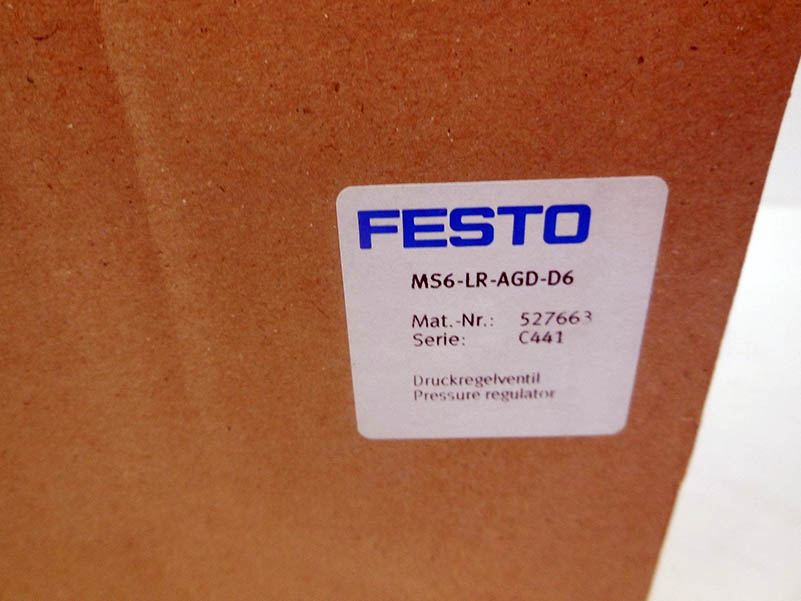 FESTO
MS6-LR-AGD-D6
Mat.-Nr.: 527663
Serie: C441
Druckregelventil
Pressure regulator